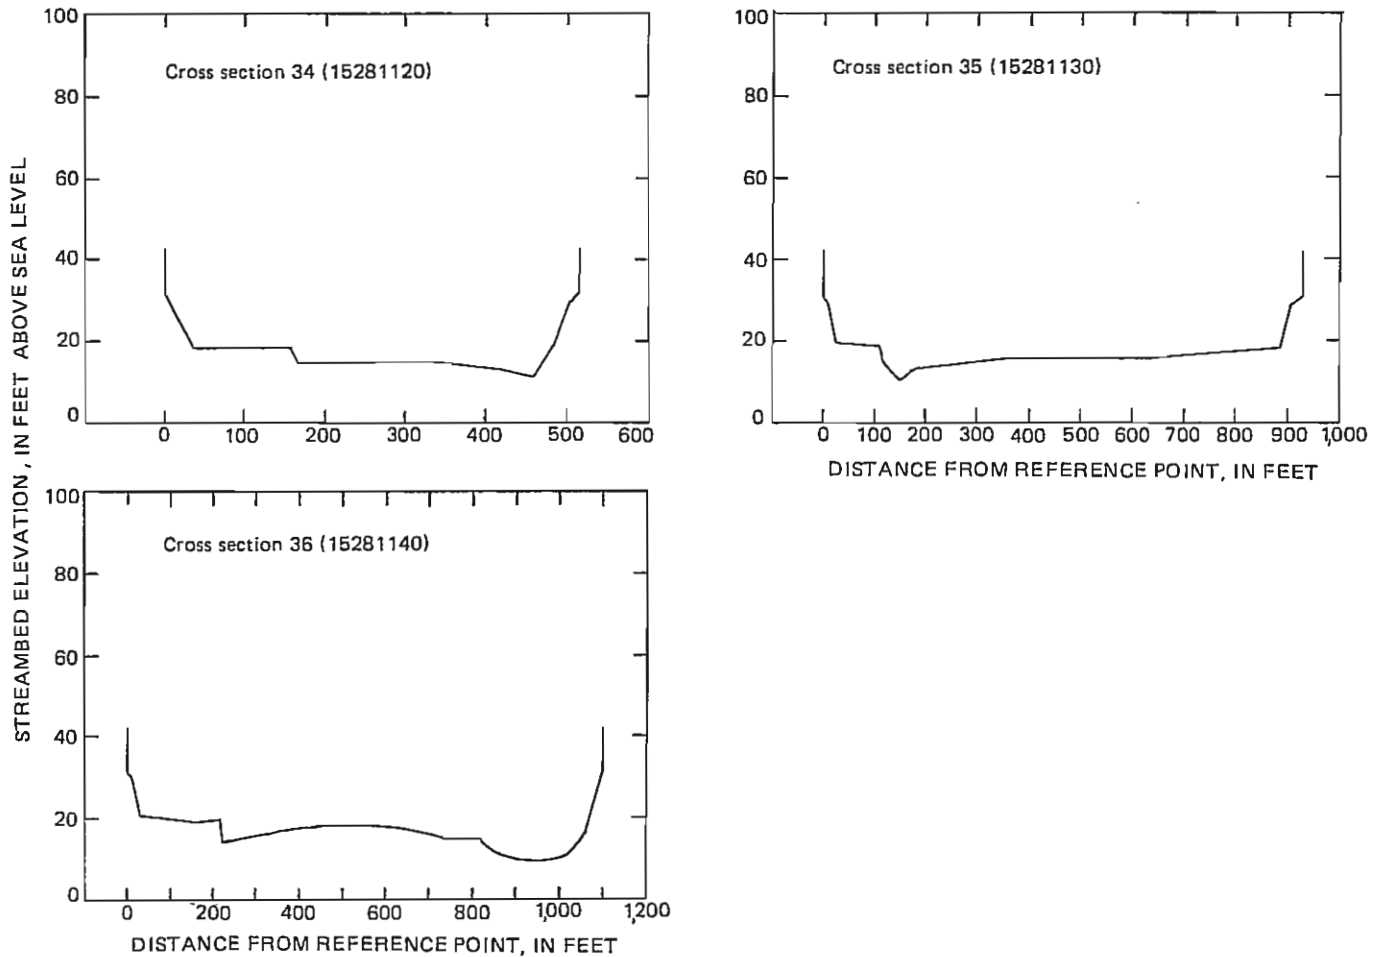 STREAMBED ELEVATION, IN FEET ABOVE SEA LEVEL
Cross section 34 (15281120)
100
80
60
40
20
0
0 100 200 300 400 500 600
Cross section 35 (15281130)
100
80
60
40
20
0
0 100 200 300 400 500 600 700 800 900 1,000
DISTANCE FROM REFERENCE POINT, IN FEET
Cross section 36 (15281140)
100
80
60
40
20
0
0 200 400 600 800 1,000 1,200
DISTANCE FROM REFERENCE POINT, IN FEET